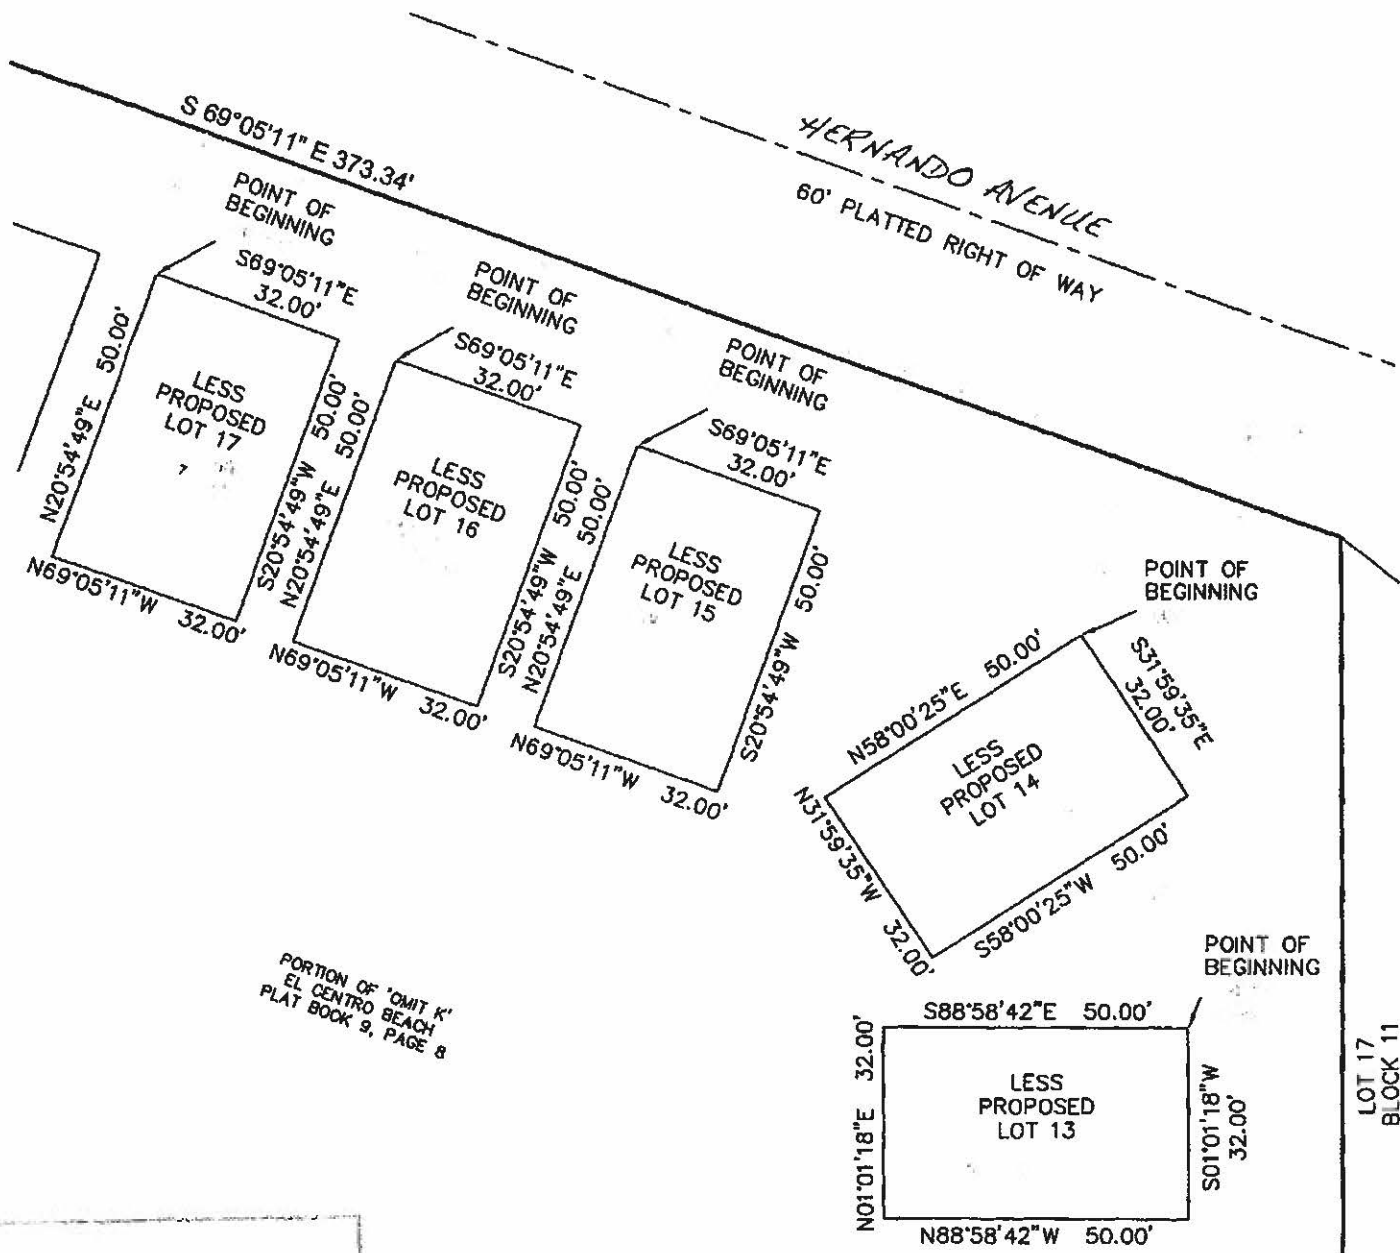 HERNANDO AVENUE
60' PLATTED RIGHT OF WAY
S 69°05'11" E 373.34'
POINT OF
BEGINNING
S69°05'11"E
32.00'
N20°54'49"E 50.00'
LESS
PROPOSED
LOT 17
S20°54'49"W 50.00'
N69°05'11"W 32.00'
POINT OF
BEGINNING
S69°05'11"E
32.00'
N20°54'49"E 50.00'
LESS
PROPOSED
LOT 16
S20°54'49"W 50.00'
N69°05'11"W 32.00'
POINT OF
BEGINNING
S69°05'11"E
32.00'
N20°54'49"E 50.00'
LESS
PROPOSED
LOT 15
S20°54'49"W 50.00'
N69°05'11"W 32.00'
POINT OF
BEGINNING
N58°00'25"E 50.00'
S31°59'35"E
32.00'
LESS
PROPOSED
LOT 14
N31°59'35"W 32.00'
S58°00'25"W 50.00'
POINT OF
BEGINNING
S88°58'42"E 50.00'
N01°01'18"E 32.00'
LESS
PROPOSED
LOT 13
S01°01'18"W
32.00'
N88°58'42"W 50.00'
LOT 17
BLOCK 11
PORTION OF 'OMIT K'
EL CENTRO BEACH
PLAT BOOK 9, PAGE 8